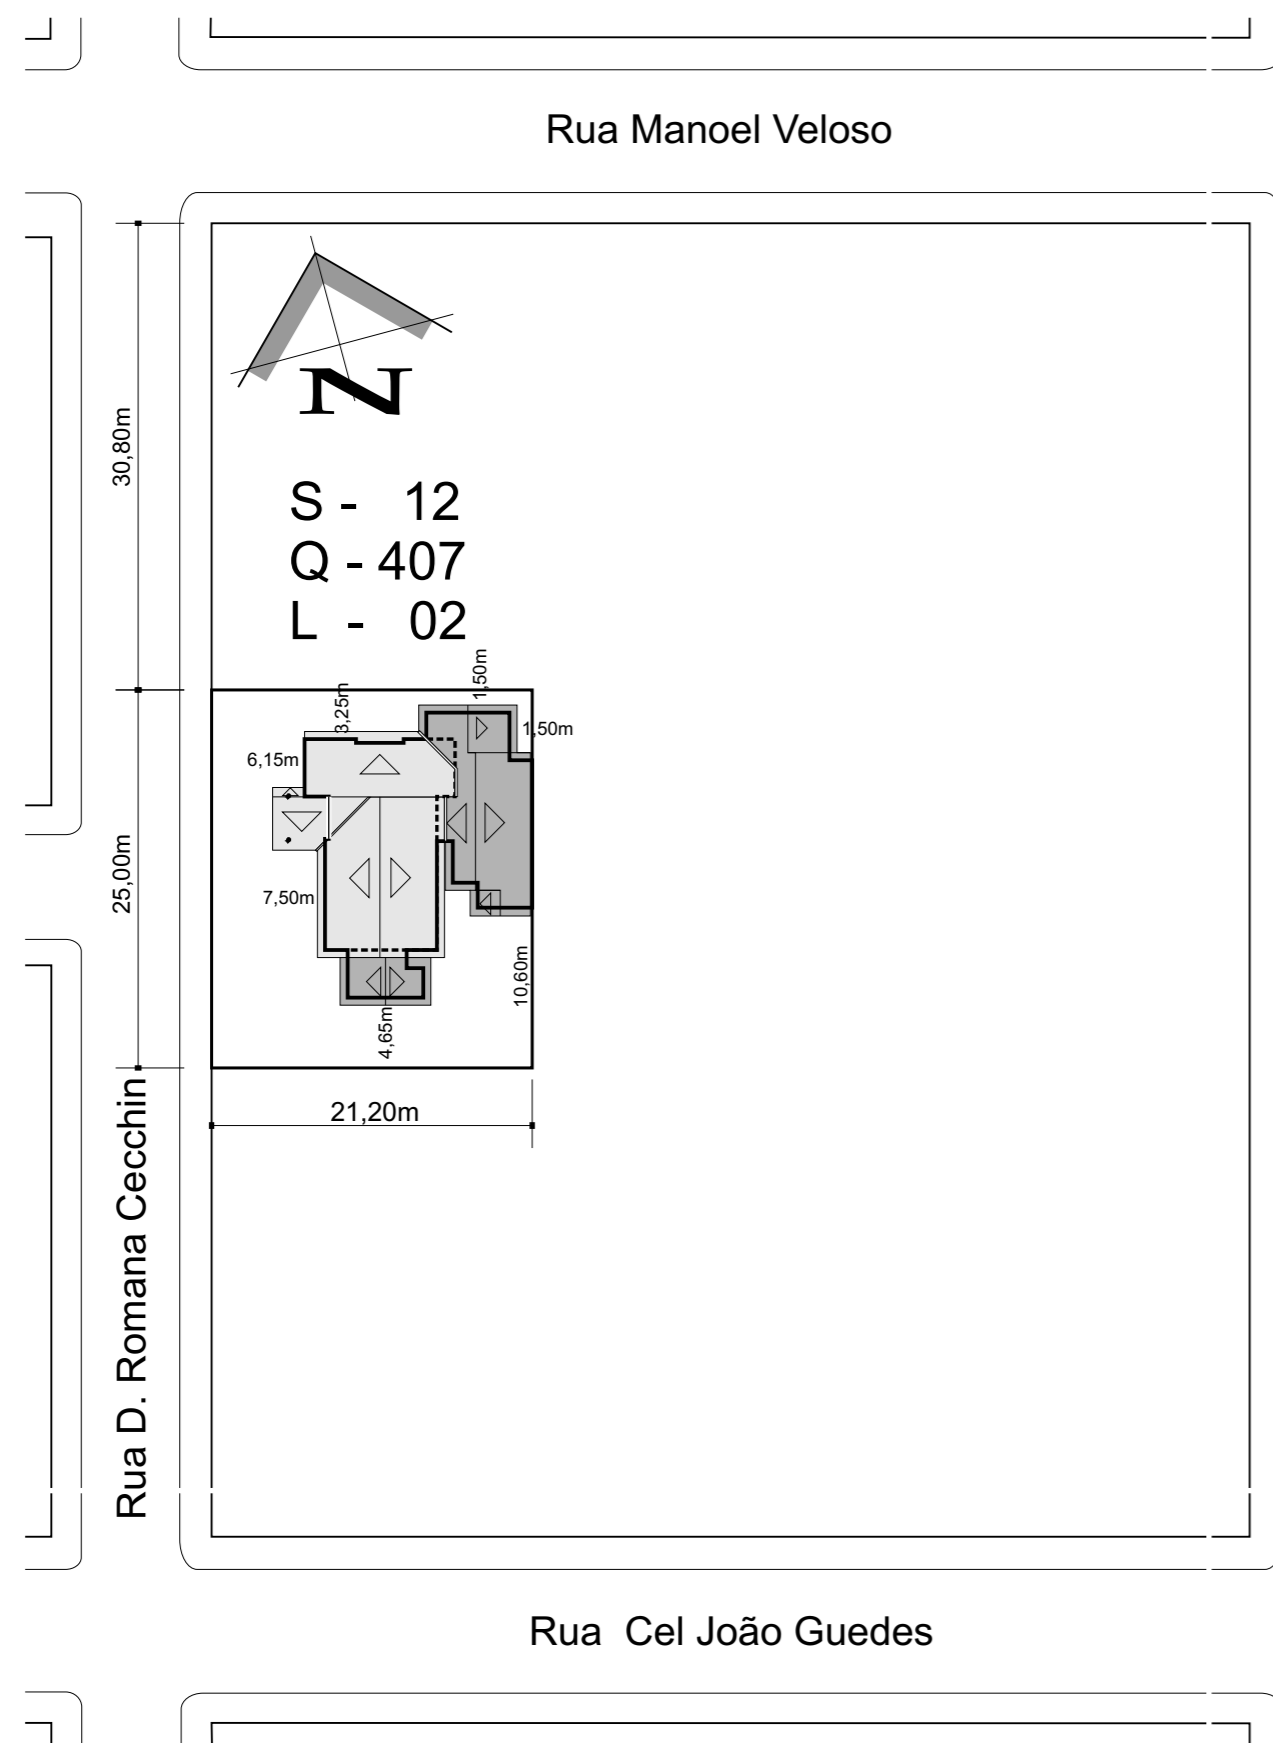 Rua Manoel Veloso
N
30,80m
S - 12
Q - 407
L - 02
1,50m
3,25m
1,50m
6,15m
25,00m
7,50m
10,60m
4,65m
21,20m
Rua D. Romana Cecchin
Rua Cel João Guedes